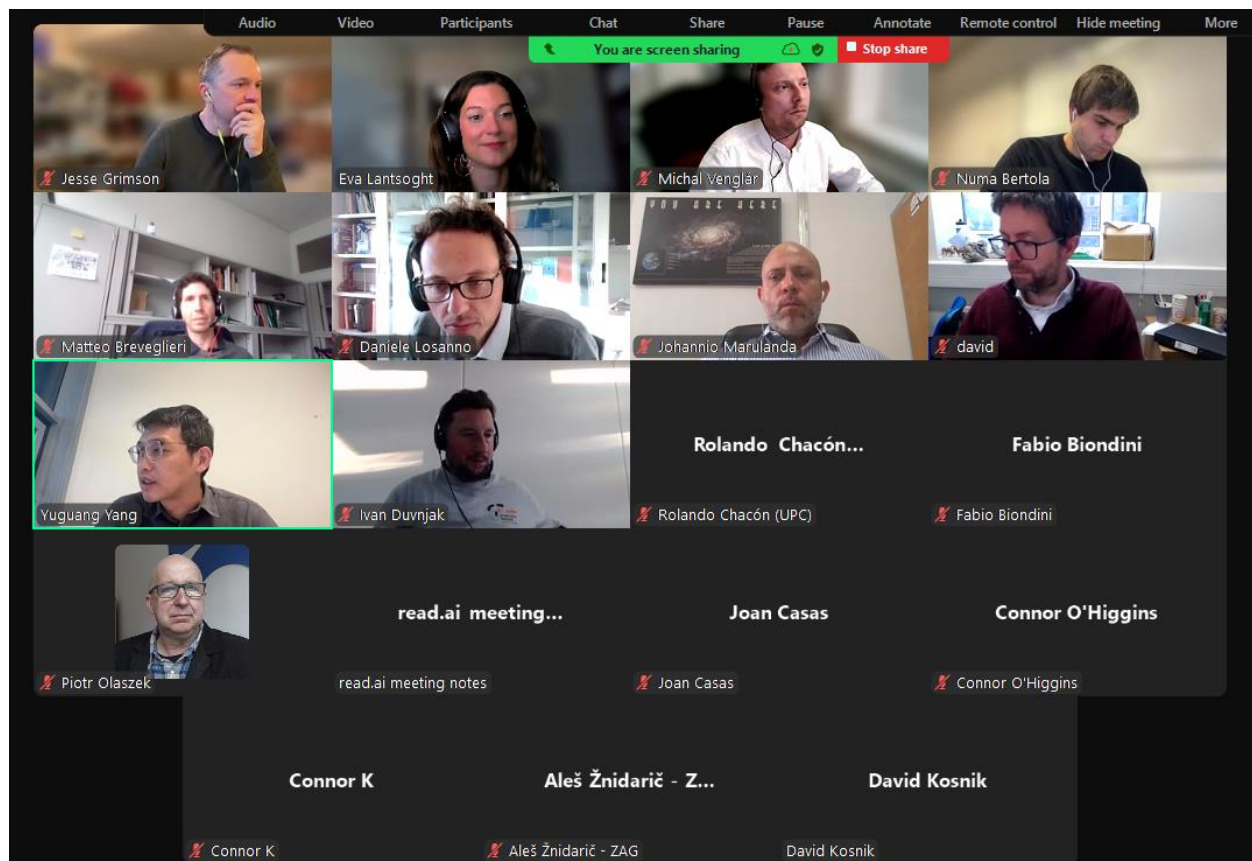 Audio Video Participants Chat Share Pause Annotate Remote control Hide meeting More
You are screen sharing Stop share
Jesse Grimson
Eva Lantsoght
Michal Venglár
Numa Bertola
YOU ARE HERE
Matteo Breveglieri
Daniele Losanno
Johannio Marulanda
david
Rolando Chacón...
Fabio Biondini
Yuguang Yang
Ivan Duvnjak
Rolando Chacón (UPC)
Fabio Biondini
read.ai meeting...
Joan Casas
Connor O'Higgins
Piotr Olaszek
read.ai meeting notes
Joan Casas
Connor O'Higgins
Connor K
Aleš Žnidarič - Z...
David Kosnik
Connor K
Aleš Žnidarič - ZAG
David Kosnik